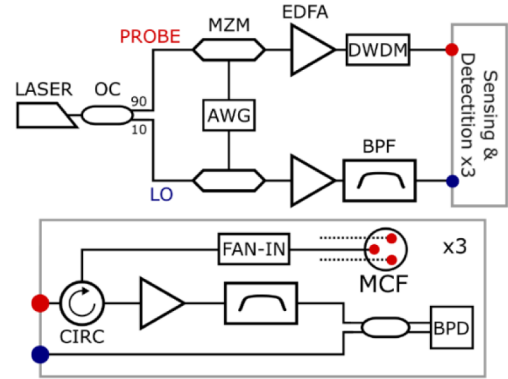 EDFA
MZM
PROBE
DWDM
LASER
OC
90
10
AWG
Sensing &
Detectition x3
BPF
LO
FAN-IN
x3
MCF
CIRC
BPD